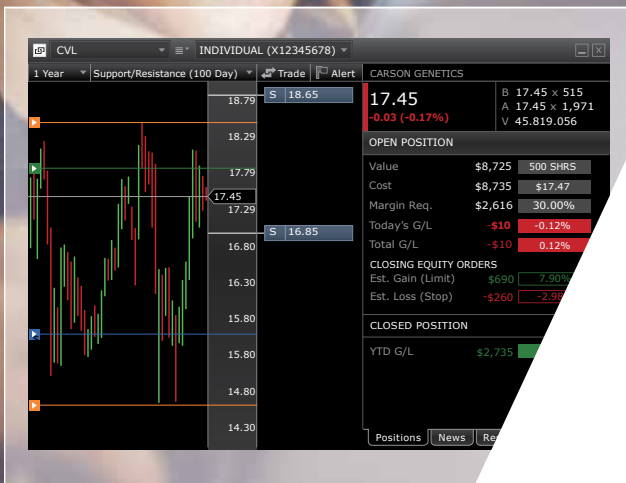 CVL INDIVIDUAL (X12345678)
1 Year Support/Resistance (100 Day) Trade Alert
18.79
18.29
17.79
17.45
17.29
16.80
16.30
15.80
15.80
14.80
14.30
S 18.65
S 16.85
CARSON GENETICS
17.45
-0.03 (-0.17%)
B 17.45 x 515
A 17.45 x 1,971
V 45.819.056
OPEN POSITION
Value $8,725 500 SHRS
Cost $8,735 $17.47
Margin Req. $2,616 30.00%
Today's G/L -$10 -0.12%
Total G/L -$10 0.12%
CLOSING EQUITY ORDERS
Est. Gain (Limit) $690 7.90%
Est. Loss (Stop) -$260
CLOSED POSITION
YTD G/L $2,735
Positions News